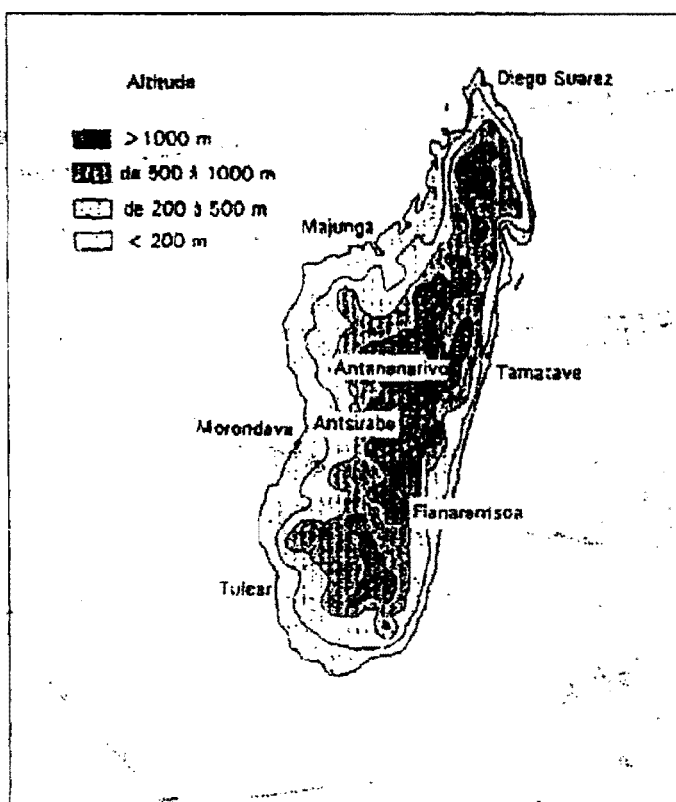 Altitude
> 1000 m
de 500 à 1000 m
de 200 à 500 m
< 200 m
Diego Suarez
Majunga
Antananarivo
Tamatave
Morondava
Antsirabe
Fianarantsoa
Tulear